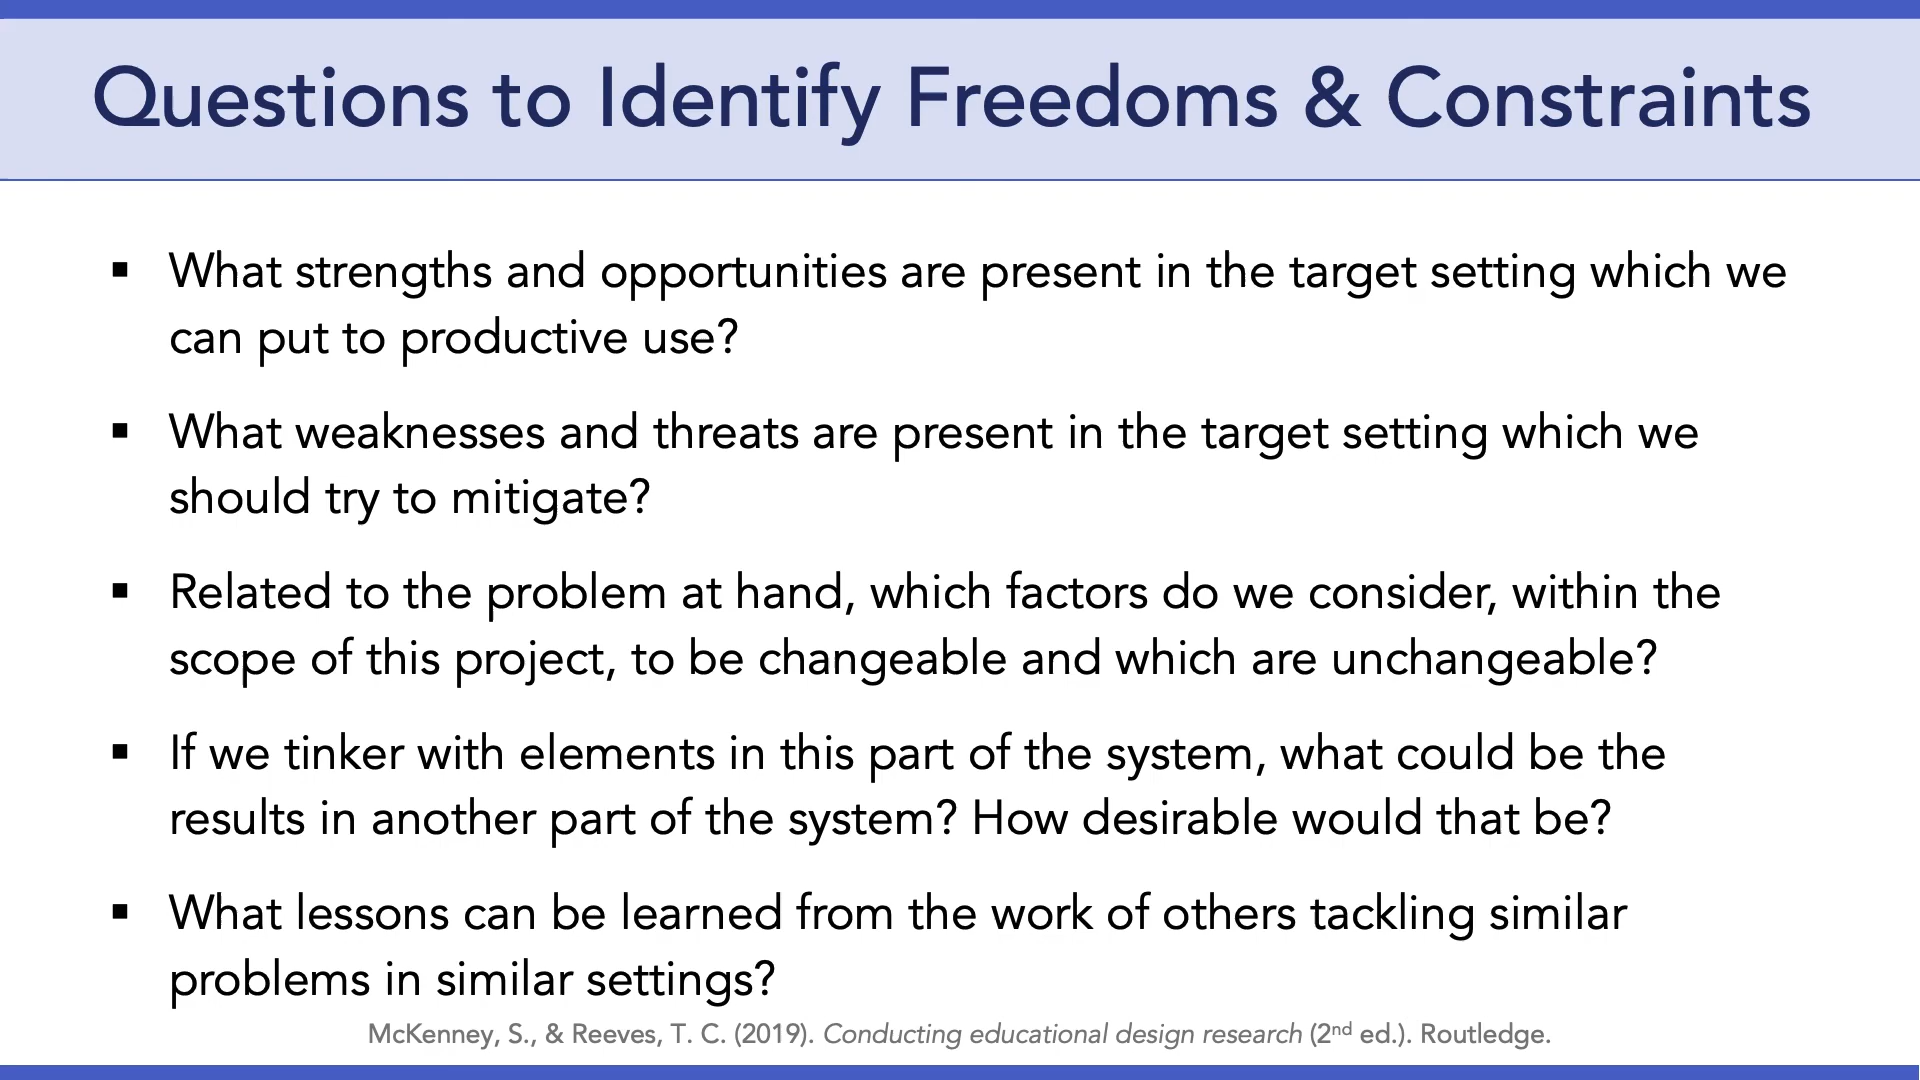 Questions to Identify Freedoms & Constraints
▪ What strengths and opportunities are present in the target setting which we
can put to productive use?
▪ What weaknesses and threats are present in the target setting which we
should try to mitigate?
▪ Related to the problem at hand, which factors do we consider, within the
scope of this project, to be changeable and which are unchangeable?
▪ If we tinker with elements in this part of the system, what could be the
results in another part of the system? How desirable would that be?
▪ What lessons can be learned from the work of others tackling similar
problems in similar settings?
McKenney, S., & Reeves, T. C. (2019). Conducting educational design research (2nd ed.). Routledge.